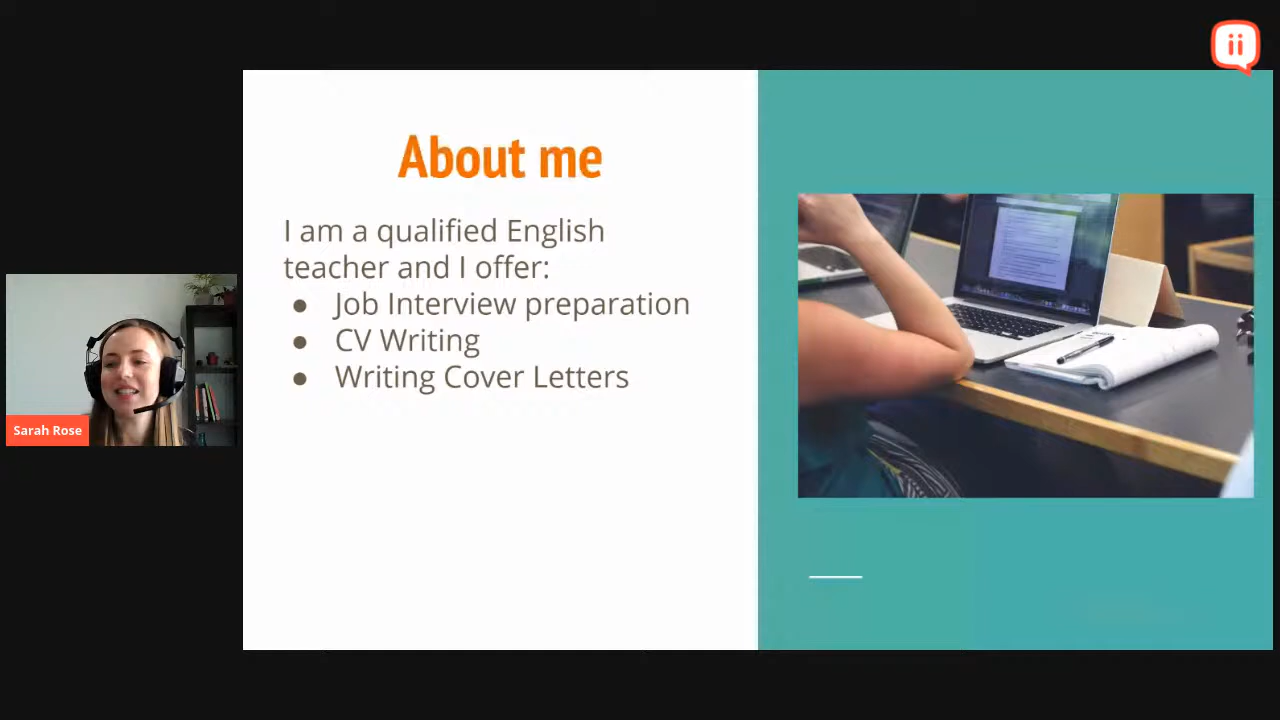 About me
I am a qualified English
teacher and I offer:
● Job Interview preparation
● CV Writing
● Writing Cover Letters
Sarah Rose